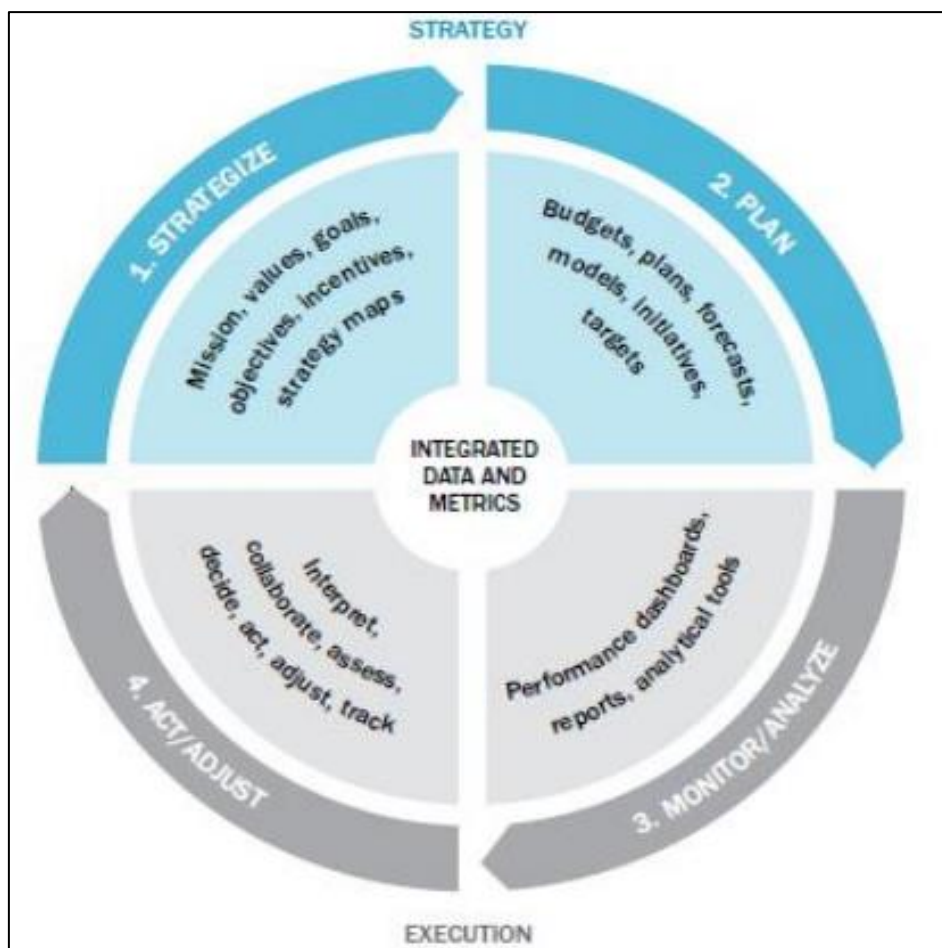 STRATEGY
1. STRATEGIZE
Mission, values, goals,
objectives, incentives,
strategy maps
2. PLAN
Budgets, plans, forecasts,
models, initiatives,
targets
INTEGRATED
DATA AND
METRICS
Interpret,
collaborate, assess,
decide, act, adjust, track
4. ACT/ADJUST
Performance dashboards,
reports, analytical tools
3. MONITOR/ANALYZE
EXECUTION